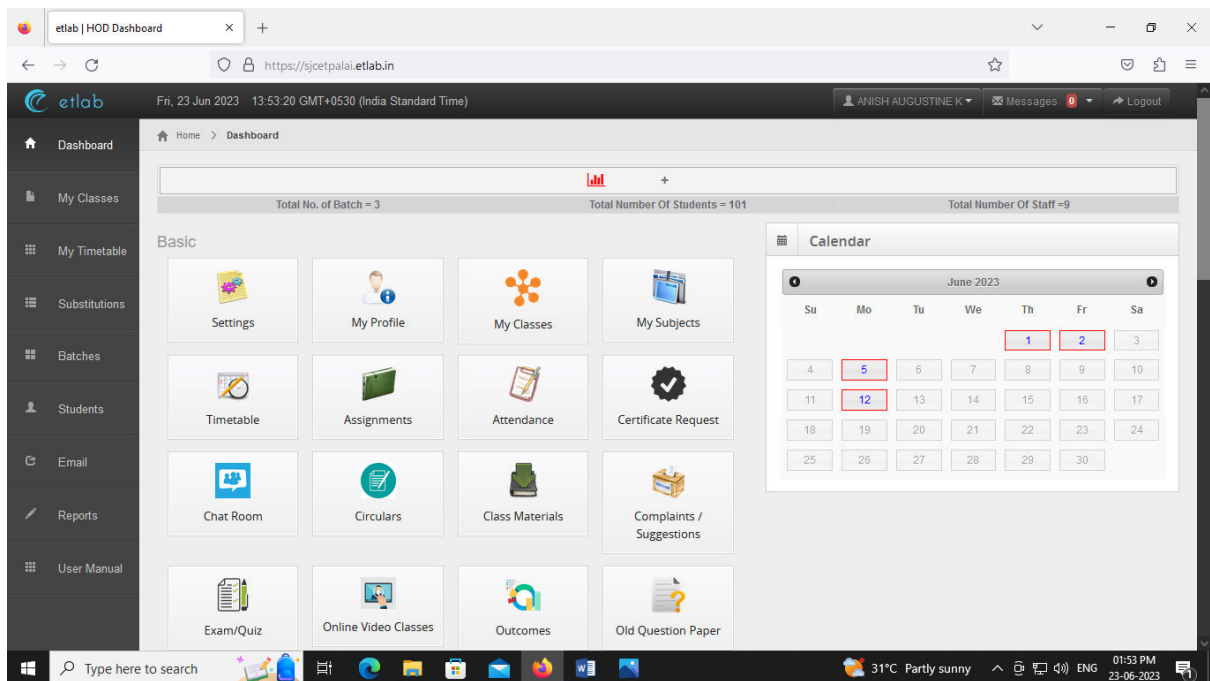 etlab | HOD Dashboard
https://sjcetpalai.etlab.in
etlab
Fri, 23 Jun 2023 13:53:20 GMT+0530 (India Standard Time)
ANISH AUGUSTINE K
Messages 0
Logout
Home > Dashboard
Dashboard
My Classes
My Timetable
Substitutions
Batches
Students
Email
Reports
User Manual
+
Total No. of Batch = 3
Total Number Of Students = 101
Total Number Of Staff =9
Basic
Settings
My Profile
My Classes
My Subjects
Timetable
Assignments
Attendance
Certificate Request
Chat Room
Circulars
Class Materials
Complaints /
Suggestions
Exam/Quiz
Online Video Classes
Outcomes
Old Question Paper
Calendar
June 2023
Su Mo Tu We Th Fr Sa
1 2 3
4 5 6 7 8 9 10
11 12 13 14 15 16 17
18 19 20 21 22 23 24
25 26 27 28 29 30
Type here to search
31°C Partly sunny
ENG
01:53 PM
23-06-2023
1